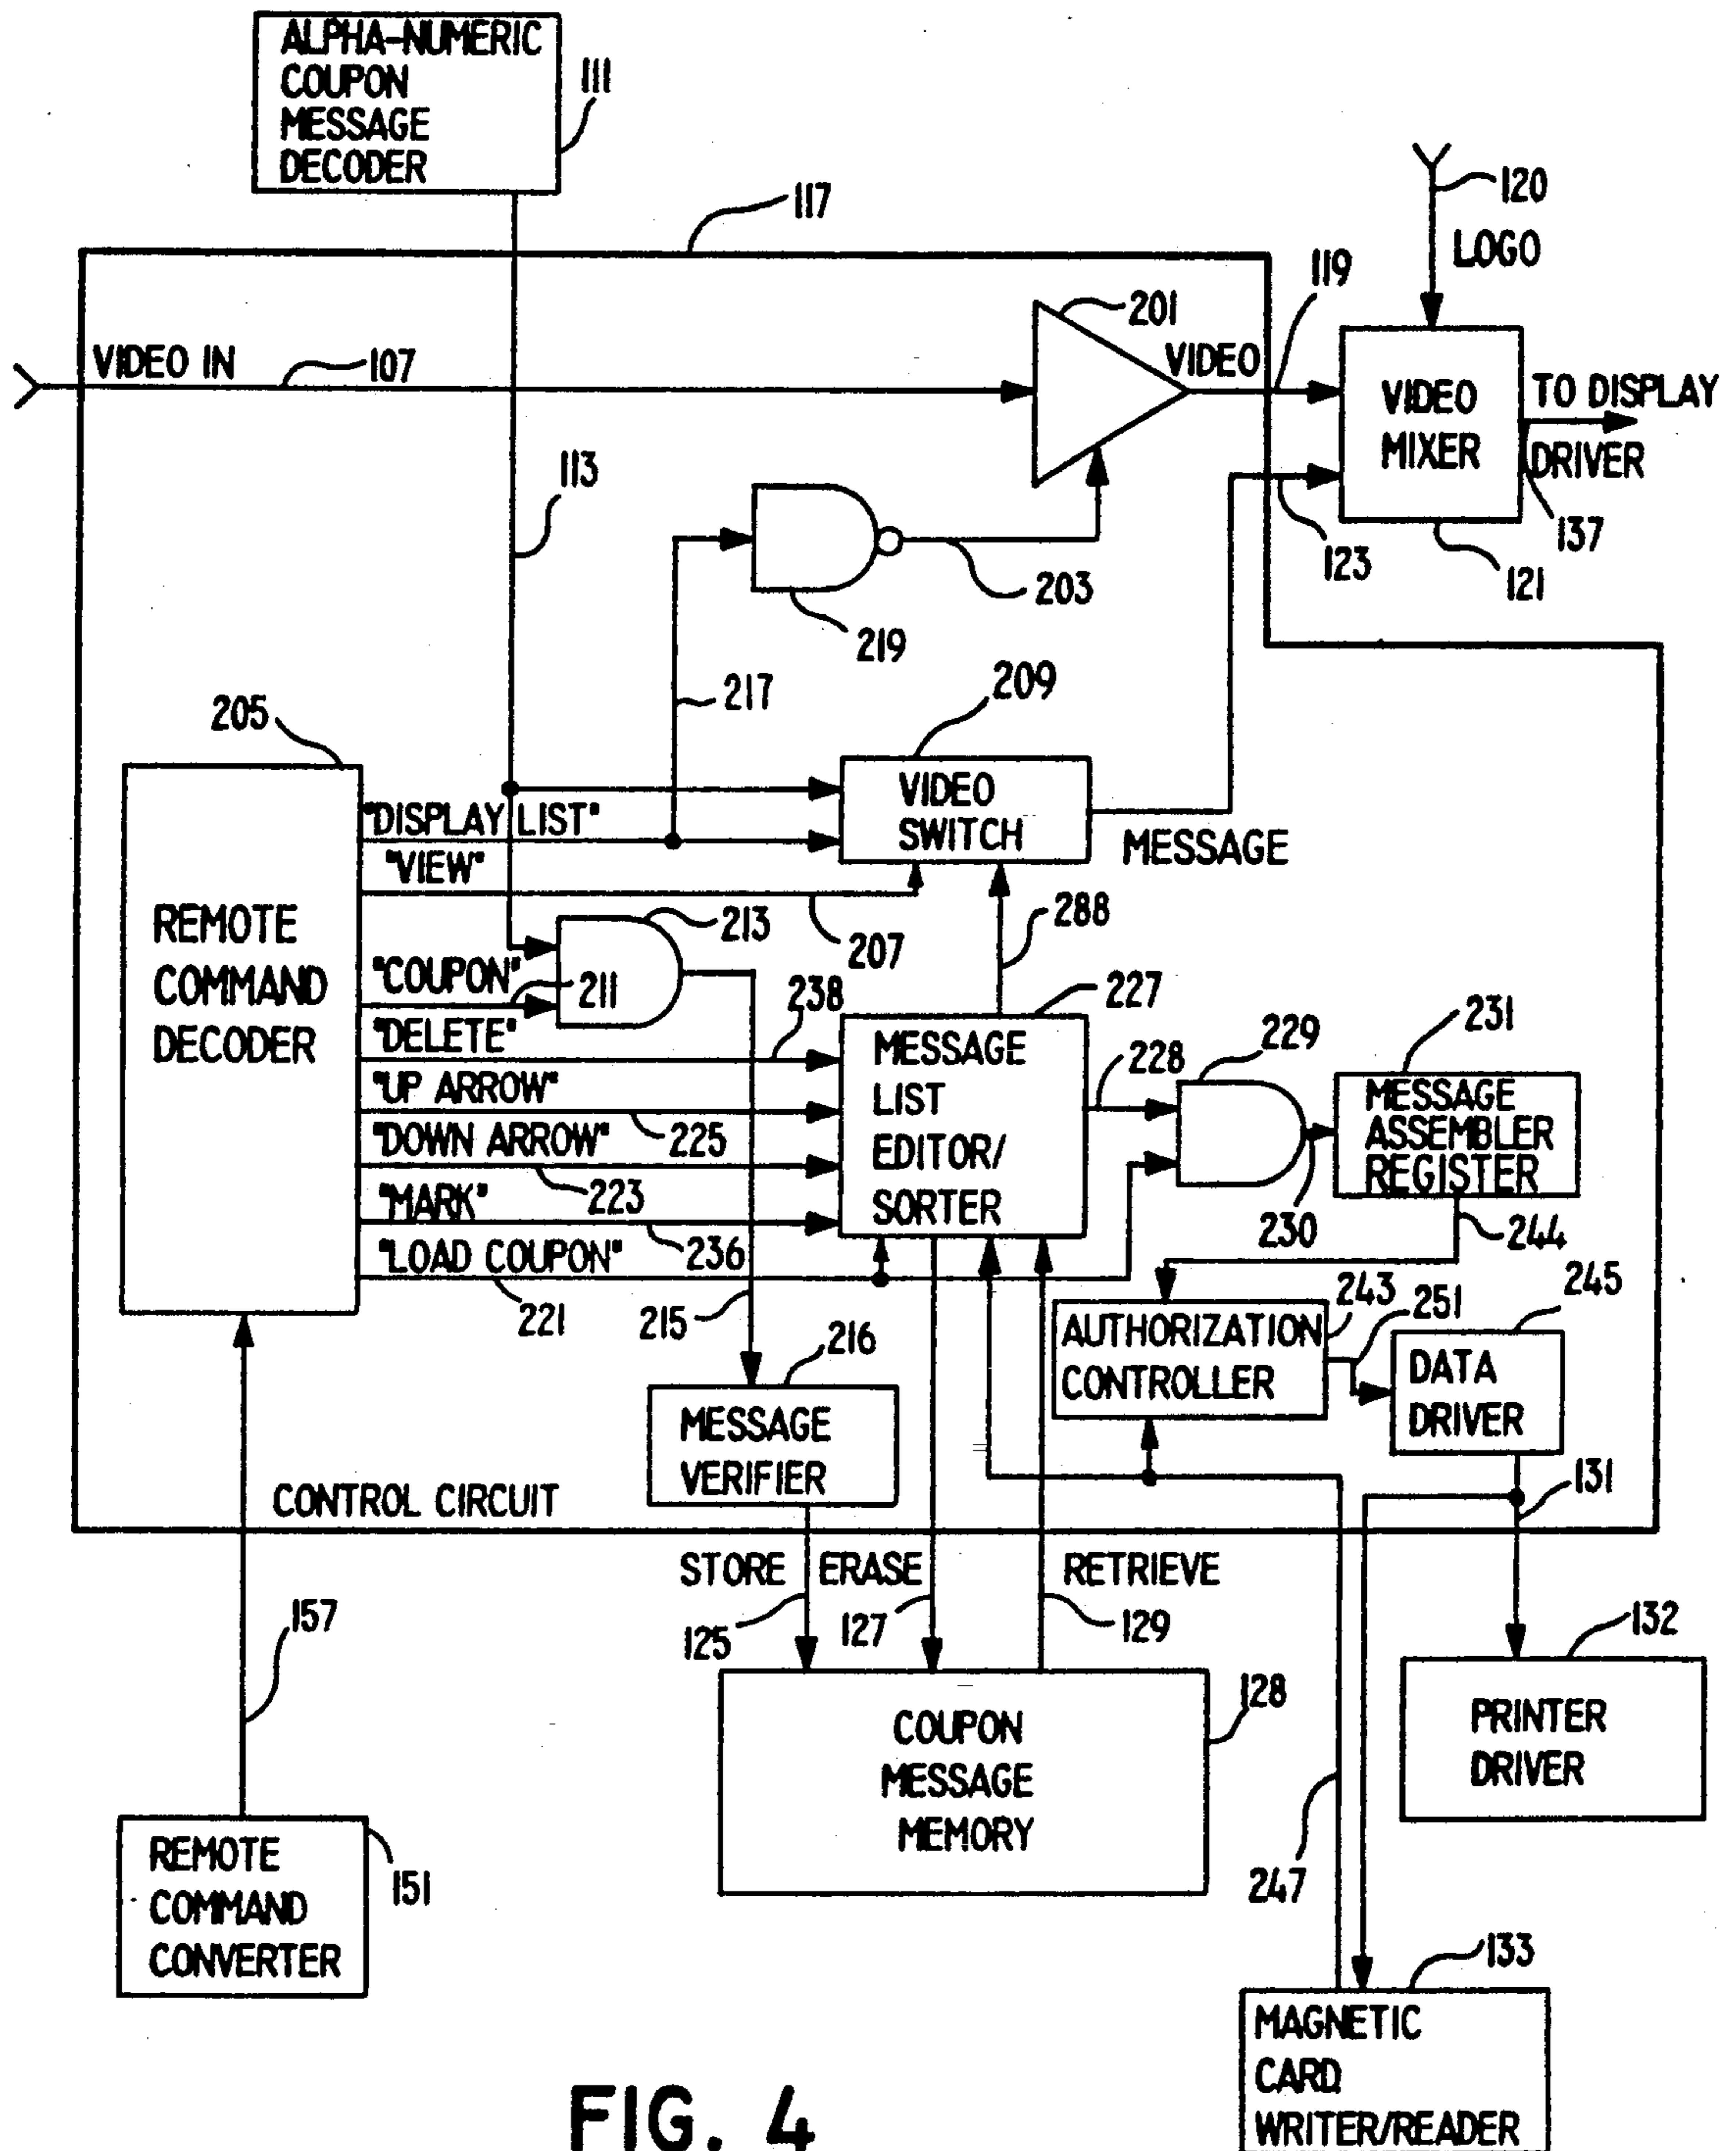 ALPHA-NUMERIC
COUPON
MESSAGE
DECODER
111
117
120
LOGO
119
201
VIDEO IN
107
VIDEO
VIDEO
MIXER
TO DISPLAY
DRIVER
137
121
123
113
203
219
217
209
205
VIDEO
SWITCH
MESSAGE
"DISPLAY LIST"
"VIEW"
207
288
213
REMOTE
COMMAND
DECODER
"COUPON"
211
"DELETE"
238
"UP ARROW"
225
"DOWN ARROW"
223
"MARK"
236
"LOAD COUPON"
221
227
MESSAGE
LIST
EDITOR/
SORTER
228
229
230
231
MESSAGE
ASSEMBLER
REGISTER
244
215
216
MESSAGE
VERIFIER
243
AUTHORIZATION
CONTROLLER
251
245
DATA
DRIVER
131
CONTROL CIRCUIT
STORE
ERASE
RETRIEVE
125
127
129
157
132
PRINTER
DRIVER
128
COUPON
MESSAGE
MEMORY
REMOTE
COMMAND
CONVERTER
151
247
133
MAGNETIC
CARD
WRITER/READER
FIG. 4